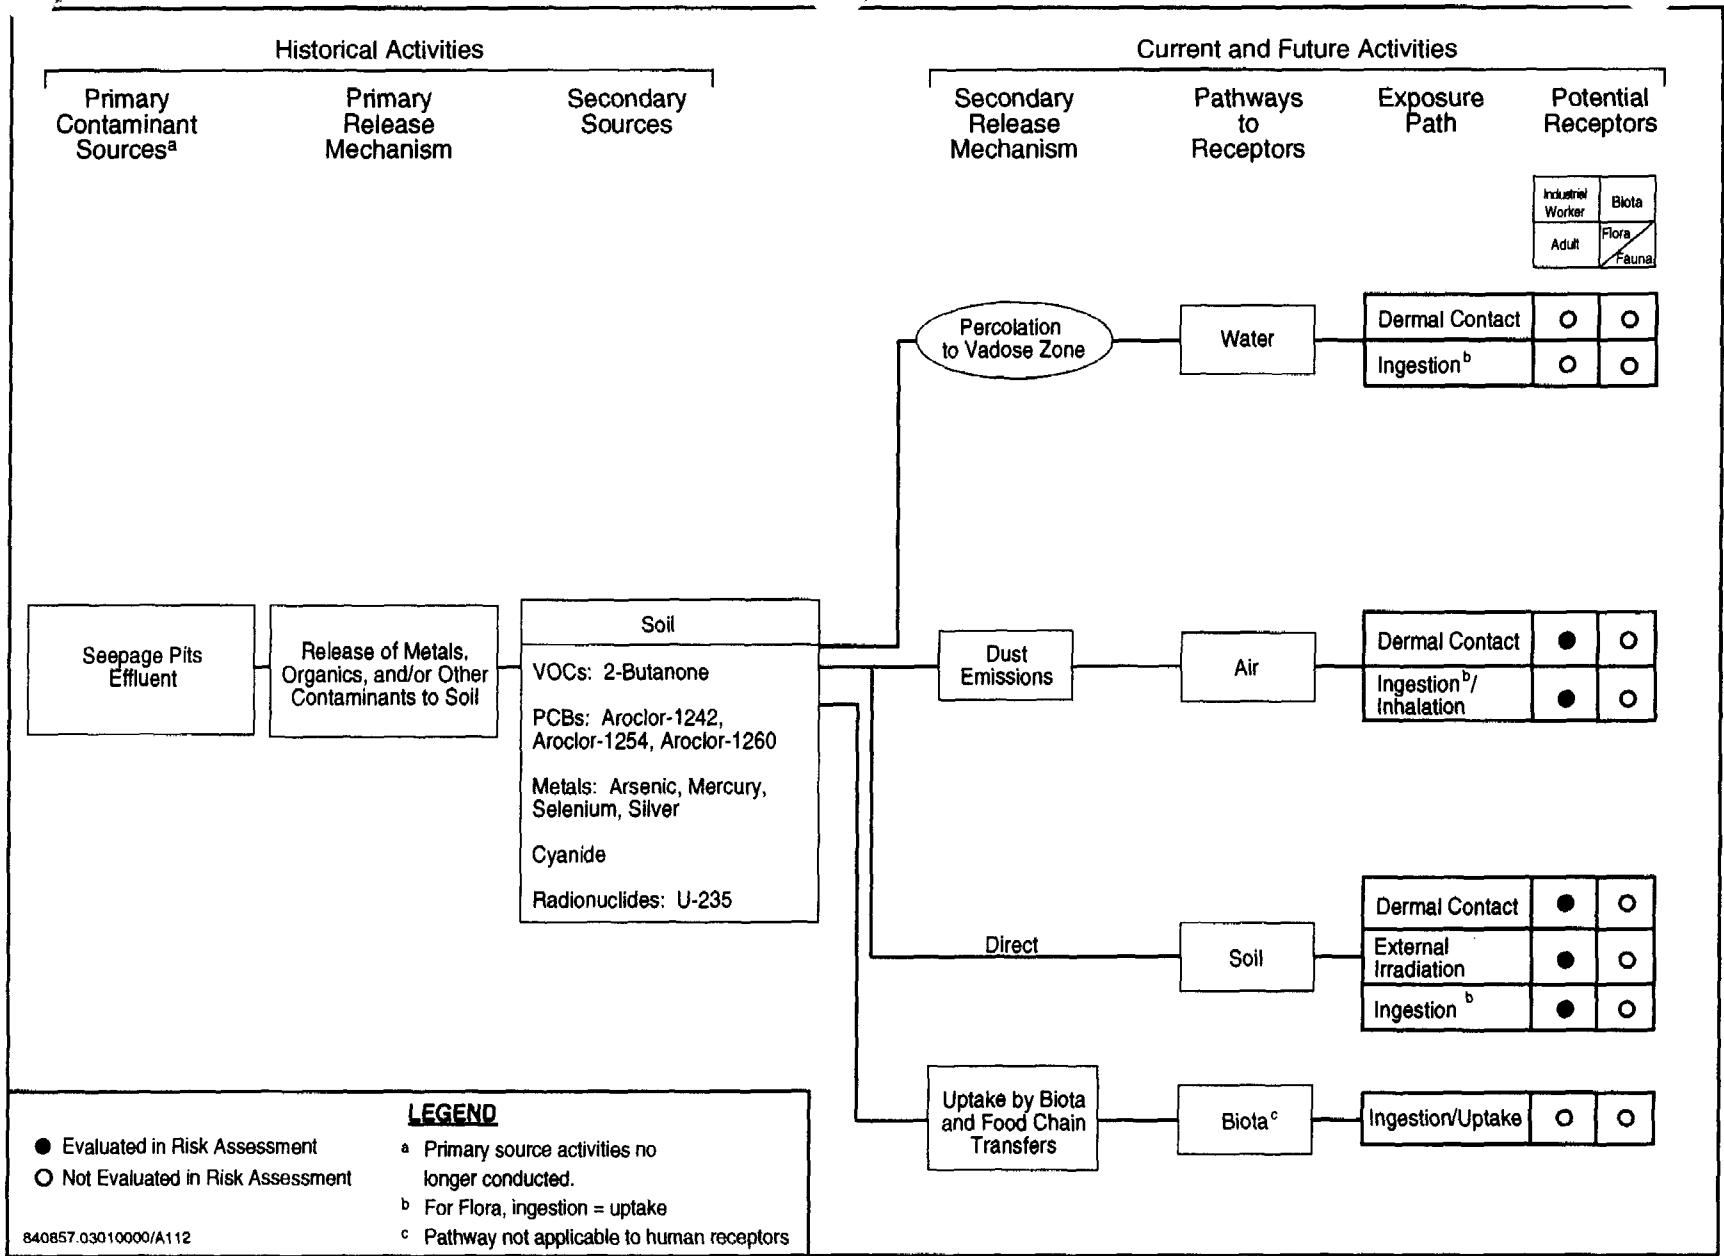 Historical Activities
Current and Future Activities
Primary
Contaminant
Sourcesᵃ
Primary
Release
Mechanism
Secondary
Sources
Secondary
Release
Mechanism
Pathways
to
Receptors
Exposure
Path
Potential
Receptors
Industrial
Worker
Biota
Adult
Flora
Fauna
Percolation
to Vadose Zone
Water
Dermal Contact
Ingestionᵇ
Seepage Pits
Effluent
Release of Metals,
Organics, and/or Other
Contaminants to Soil
Soil
VOCs: 2-Butanone
PCBs: Aroclor-1242,
Aroclor-1254, Aroclor-1260
Metals: Arsenic, Mercury,
Selenium, Silver
Cyanide
Radionuclides: U-235
Dust
Emissions
Air
Dermal Contact
Ingestionᵇ/
Inhalation
Direct
Soil
Dermal Contact
External
Irradiation
Ingestion ᵇ
Uptake by Biota
and Food Chain
Transfers
Biotaᶜ
Ingestion/Uptake
LEGEND
● Evaluated in Risk Assessment
O Not Evaluated in Risk Assessment
ᵃ Primary source activities no
longer conducted.
ᵇ For Flora, ingestion = uptake
ᶜ Pathway not applicable to human receptors
840857.03010000/A112